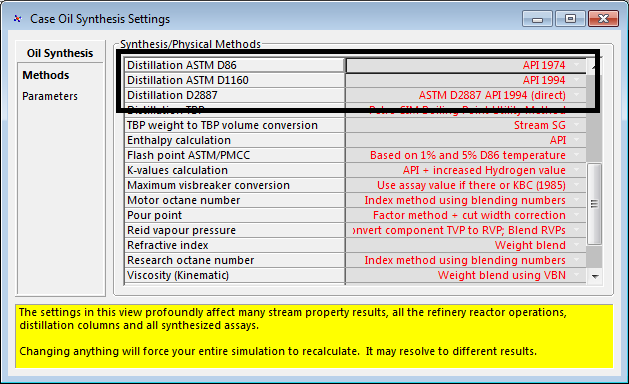 Case Oil Synthesis Settings
Oil Synthesis
Methods
Parameters
Synthesis/Physical Methods
Distillation ASTM D86 API 1974
Distillation ASTM D1160 API 1994
Distillation D2887 ASTM D2887 API 1994 (direct)
Distillation TBP Petro-SIM Boiling Point Utility Method
TBP weight to TBP volume conversion Stream SG
Enthalpy calculation API
Flash point ASTM/PMCC Based on 1% and 5% D86 temperature
K-values calculation API + increased Hydrogen value
Maximum visbreaker conversion Use assay value if there or KBC (1985)
Motor octane number Index method using blending numbers
Pour point Factor method + cut width correction
Reid vapour pressure onvert component TVP to RVP; Blend RVPs
Refractive index Weight blend
Research octane number Index method using blending numbers
Viscosity (Kinematic) Weight blend using VBN
The settings in this view profoundly affect many stream property results, all the refinery reactor operations,
distillation columns and all synthesized assays.
Changing anything will force your entire simulation to recalculate. It may resolve to different results.